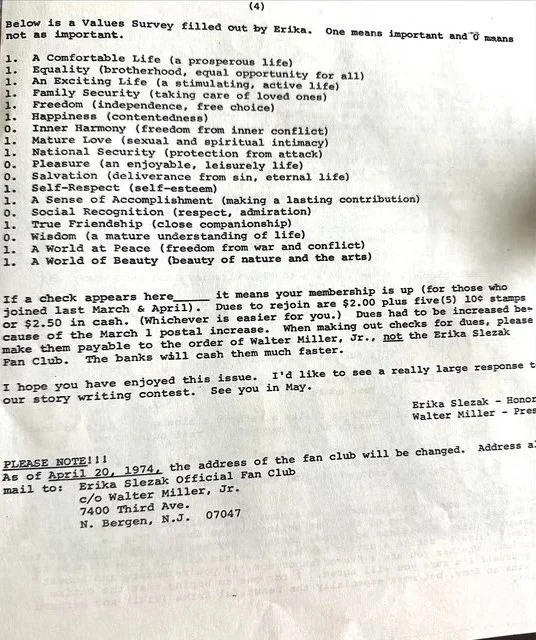 (4)
Below is a Values Survey filled out by Erika. One means important and 0 means
not as important.
1. A Comfortable Life (a prosperous life)
1. Equality (brotherhood, equal opportunity for all)
1. An Exciting Life (a stimulating, active life)
1. Family Security (taking care of loved ones)
1. Freedom (independence, free choice)
1. Happiness (contentedness)
0. Inner Harmony (freedom from inner conflict)
1. Mature Love (sexual and spiritual intimacy)
1. National Security (protection from attack)
0. Pleasure (an enjoyable, leisurely life)
0. Salvation (deliverance from sin, eternal life)
1. Self-Respect (self-esteem)
1. A Sense of Accomplishment (making a lasting contribution)
0. Social Recognition (respect, admiration)
1. True Friendship (close companionship)
0. Wisdom (a mature understanding of life)
1. A World at Peace (freedom from war and conflict)
1. A World of Beauty (beauty of nature and the arts)
If a check appears here_____ it means your membership is up (for those who
joined last March & April). Dues to rejoin are $2.00 plus five(5) 10¢ stamps
or $2.50 in cash. (Whichever is easier for you.) Dues had to be increased be-
cause of the March 1 postal increase. When making out checks for dues, please
make them payable to the order of Walter Miller, Jr., not the Erika Slezak
Fan Club. The banks will cash them much faster.
I hope you have enjoyed this issue. I'd like to see a really large response t
our story writing contest. See you in May.
Erika Slezak - Honor
Walter Miller - Pres
PLEASE NOTE!!!
As of April 20, 1974, the address of the fan club will be changed. Address al
mail to: Erika Slezak Official Fan Club
c/o Walter Miller, Jr.
7400 Third Ave.
N. Bergen, N.J. 07047